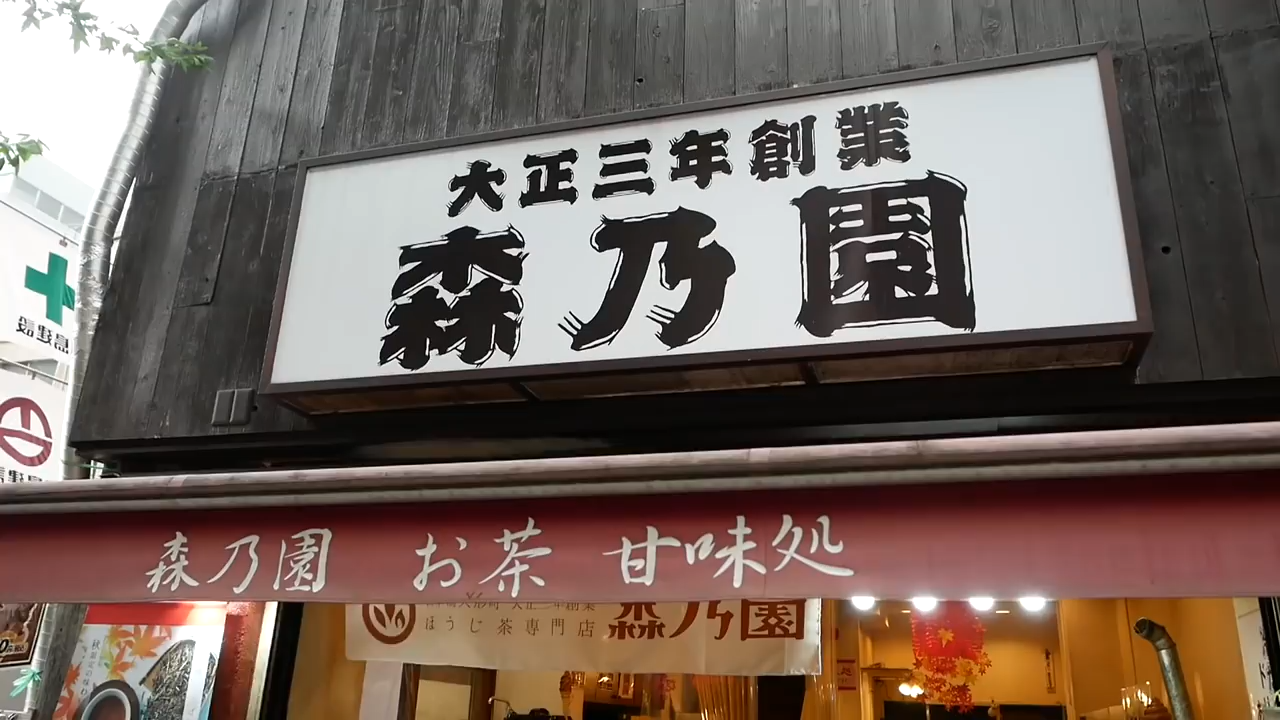 大正三年創業
森乃園
森乃園 お茶 甘味処
大正三年創業
ほうじ茶専門店
森乃園